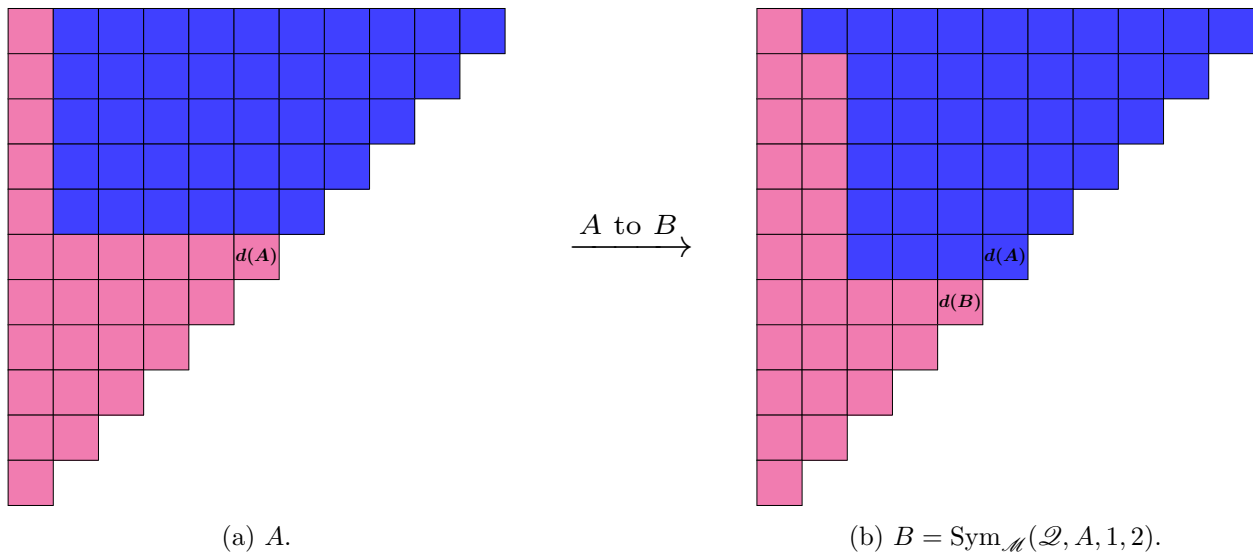 A to B
d(A)
d(A)
d(B)
(a) A.
(b) B = Sym_ℳ(𝒬, A, 1, 2).